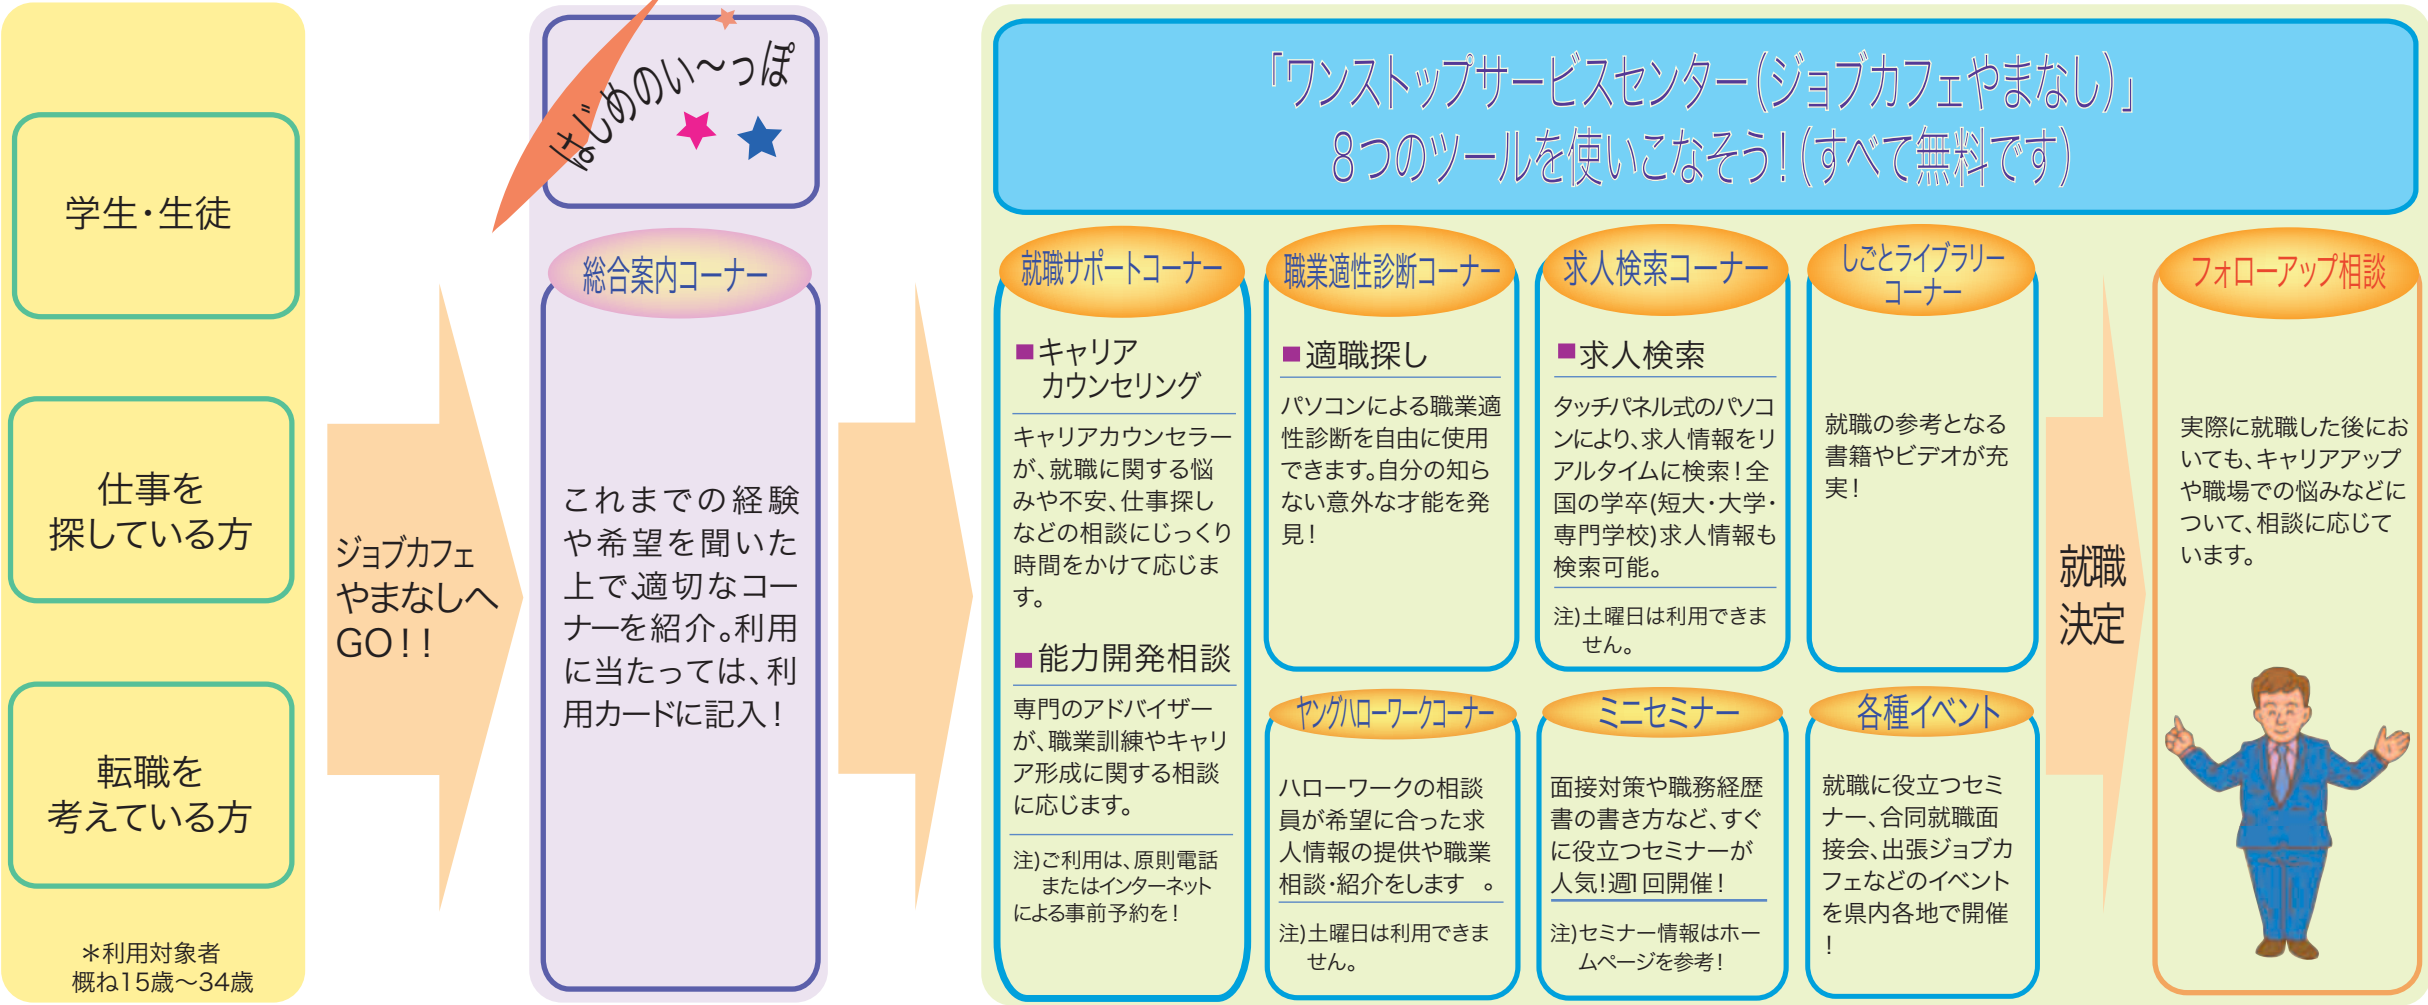 学生・生徒
仕事を
探している方
転職を
考えている方
＊利用対象者
概ね15歳～34歳
ジョブカフェ
やまなしへ
GO！！
はじめのい～っぽ
総合案内コーナー
これまでの経験
や希望を聞いた
上で、適切なコー
ナーを紹介。利用
に当たっては、利
用カードに記入！
「ワンストップサービスセンター(ジョブカフェやまなし)」
８つのツールを使いこなそう！(すべて無料です)
就職サポートコーナー
■キャリア
カウンセリング
キャリアカウンセラー
が、就職に関する悩
みや不安、仕事探し
などの相談にじっくり
時間をかけて応じま
す。
■能力開発相談
専門のアドバイザー
が、職業訓練やキャリ
ア形成に関する相談
に応じます。
注)ご利用は、原則電話
またはインターネット
による事前予約を！
職業適性診断コーナー
■適職探し
パソコンによる職業適
性診断を自由に使用
できます。自分の知ら
ない意外な才能を発
見！
求人検索コーナー
■求人検索
タッチパネル式のパソコ
ンにより、求人情報をリ
アルタイムに検索！全
国の学卒(短大・大学・
専門学校)求人情報も
検索可能。
注)土曜日は利用できま
せん。
しごとライブラリー
コーナー
就職の参考となる
書籍やビデオが充
実！
ヤングハローワークコーナー
ハローワークの相談
員が希望に合った求
人情報の提供や職業
相談・紹介をします　。
注)土曜日は利用できま
せん。
ミニセミナー
面接対策や職務経歴
書の書き方など、すぐ
に役立つセミナーが
人気！週1回開催！
注)セミナー情報はホー
ムページを参考！
各種イベント
就職に役立つセミ
ナー、合同就職面
接会、出張ジョブカ
フェなどのイベント
を県内各地で開催
！
就職
決定
フォローアップ相談
実際に就職した後にお
いても、キャリアアップ
や職場での悩みなどに
ついて、相談に応じて
います。